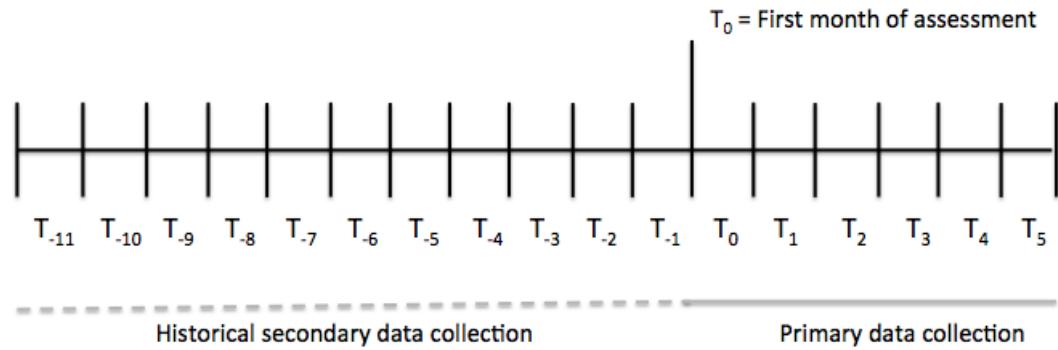 T₀ = First month of assessment
T₋₁₁ T₋₁₀ T₋₉ T₋₈ T₋₇ T₋₆ T₋₅ T₋₄ T₋₃ T₋₂ T₋₁ T₀ T₁ T₂ T₃ T₄ T₅
Historical secondary data collection Primary data collection